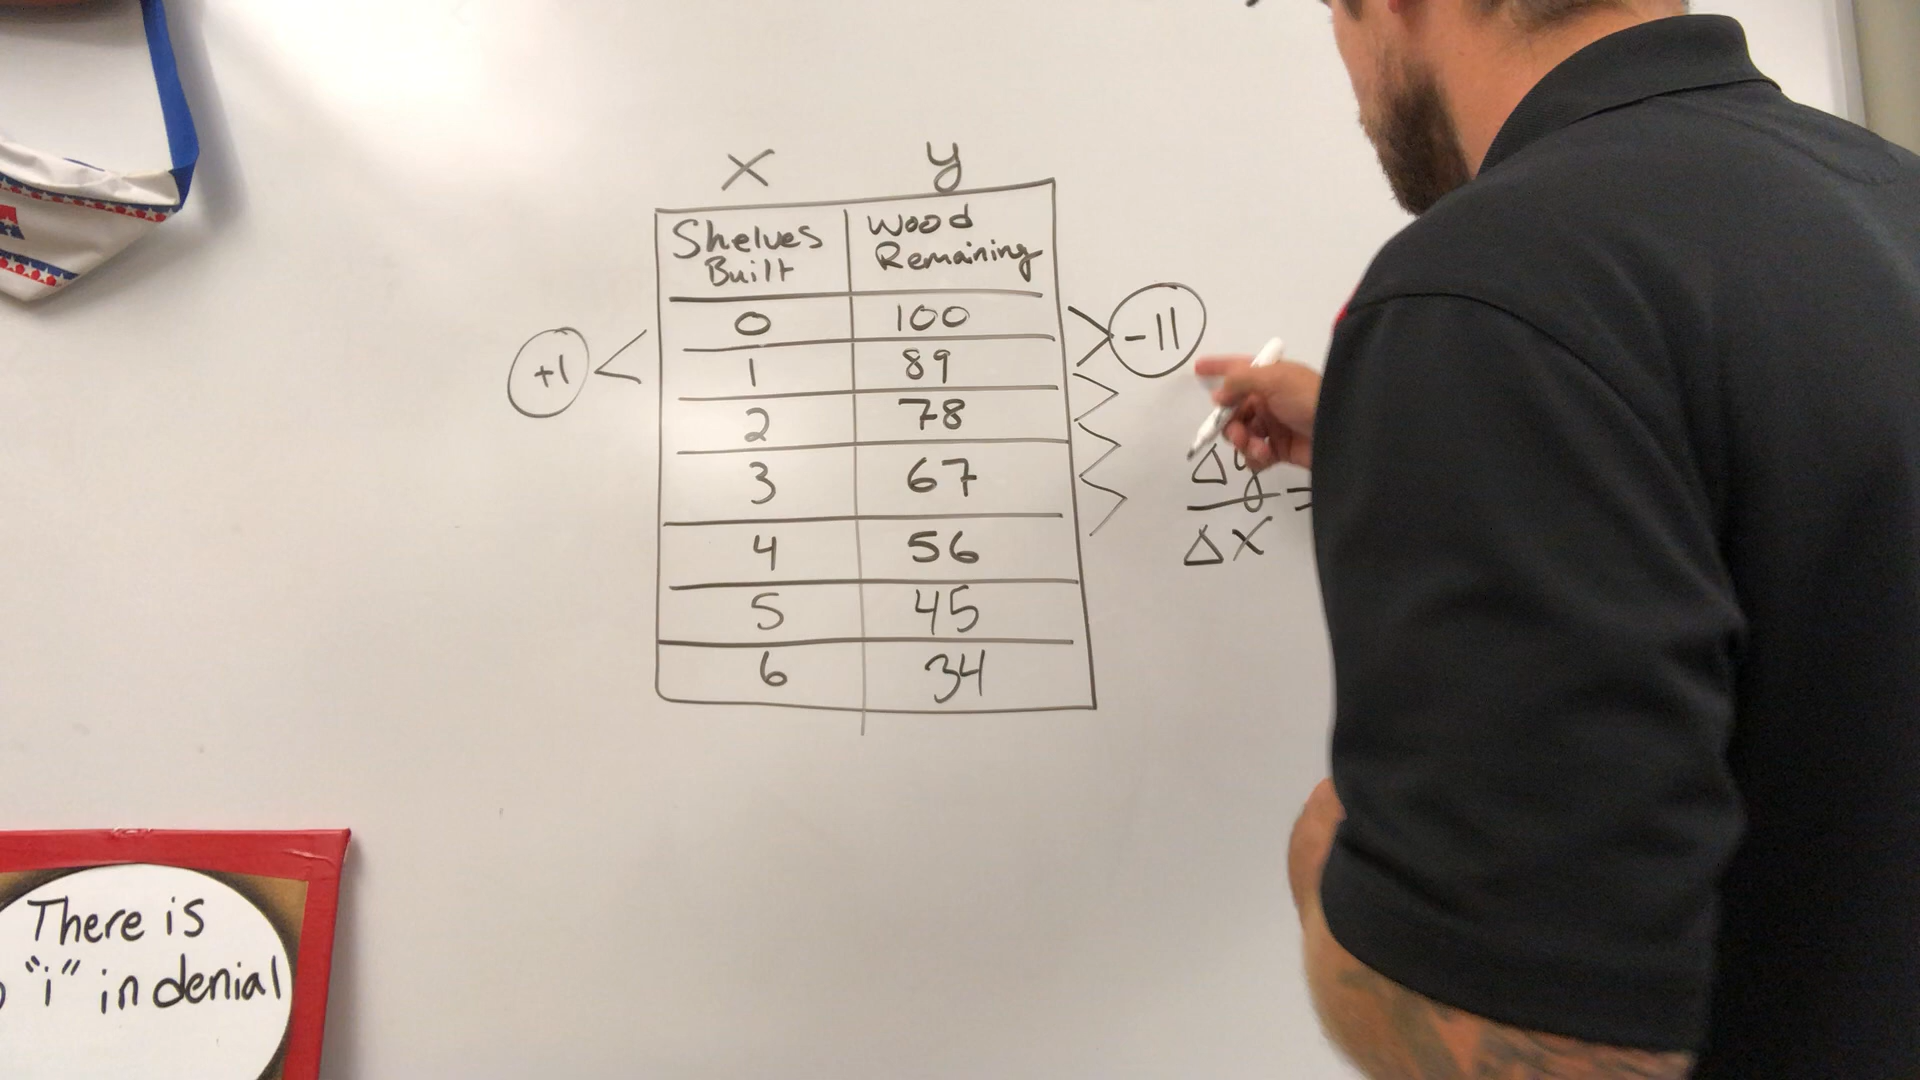 x y
Shelves Built Wood Remaining
0 100
1 89
2 78
3 67
4 56
5 45
6 34
+1
-11
Δy
Δx
=
There is
"i" in denial